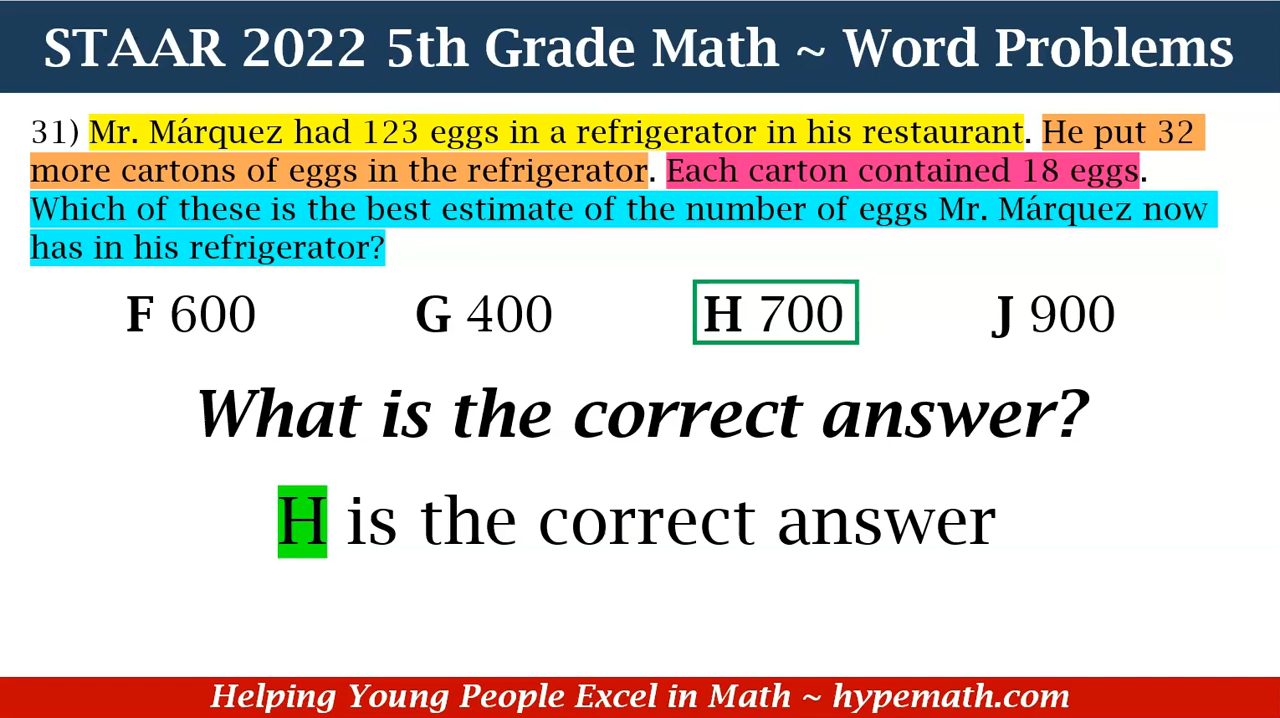 STAAR 2022 5th Grade Math ~ Word Problems
31) Mr. Márquez had 123 eggs in a refrigerator in his restaurant. He put 32
more cartons of eggs in the refrigerator. Each carton contained 18 eggs.
Which of these is the best estimate of the number of eggs Mr. Márquez now
has in his refrigerator?
F 600 G 400 H 700 J 900
What is the correct answer?
H is the correct answer
Helping Young People Excel in Math ~ hypemath.com